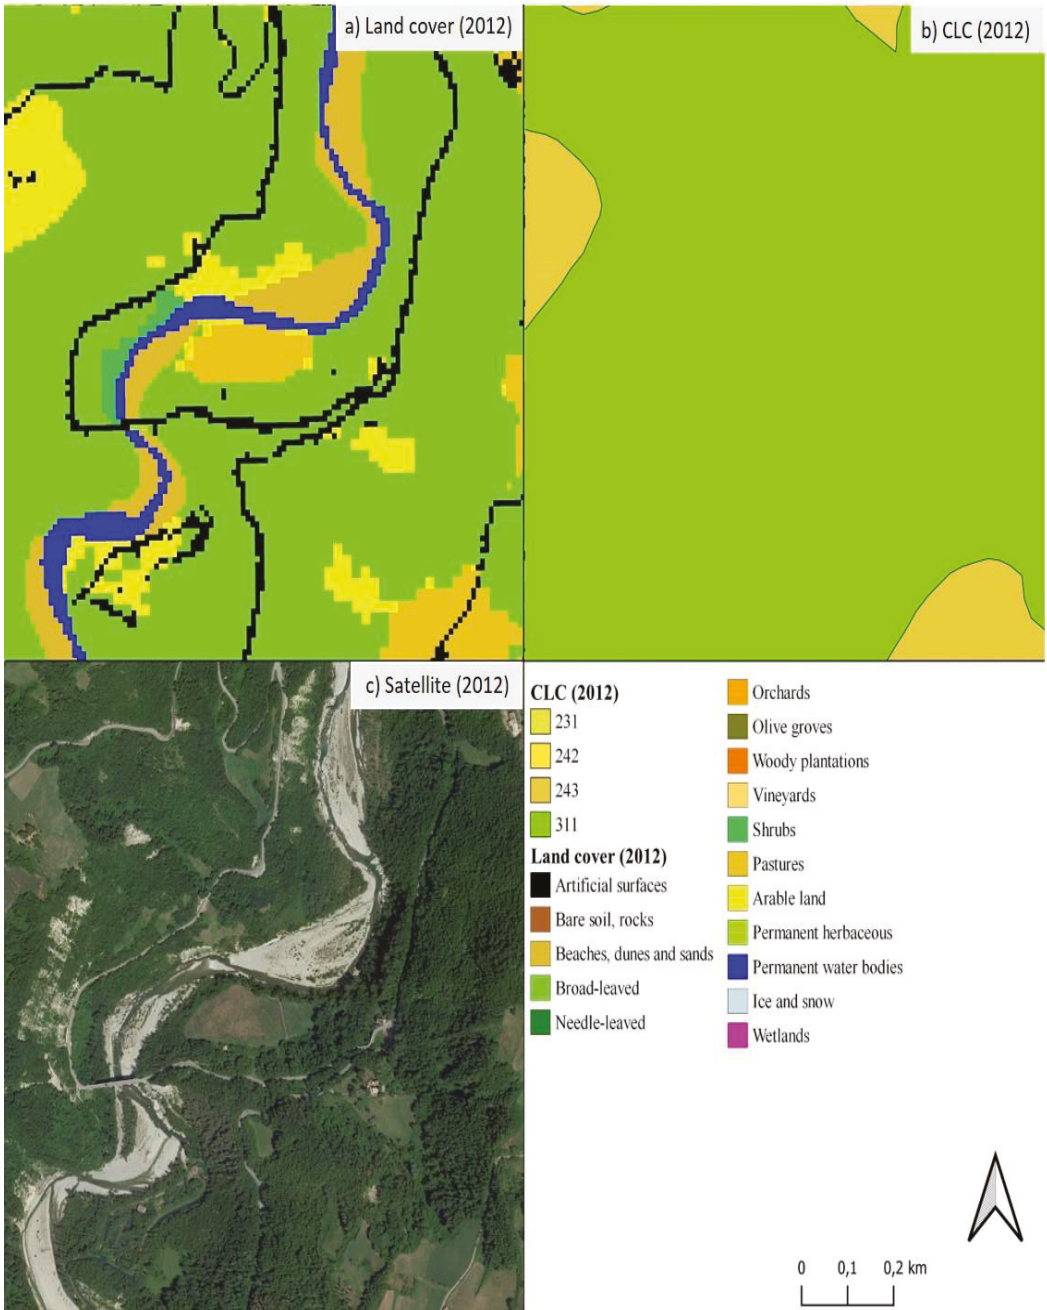 a) Land cover (2012)
b) CLC (2012)
c) Satellite (2012)
CLC (2012)
231
242
243
311
Land cover (2012)
Artificial surfaces
Bare soil, rocks
Beaches, dunes and sands
Broad-leaved
Needle-leaved
Orchards
Olive groves
Woody plantations
Vineyards
Shrubs
Pastures
Arable land
Permanent herbaceous
Permanent water bodies
Ice and snow
Wetlands
0 0,1 0,2 km